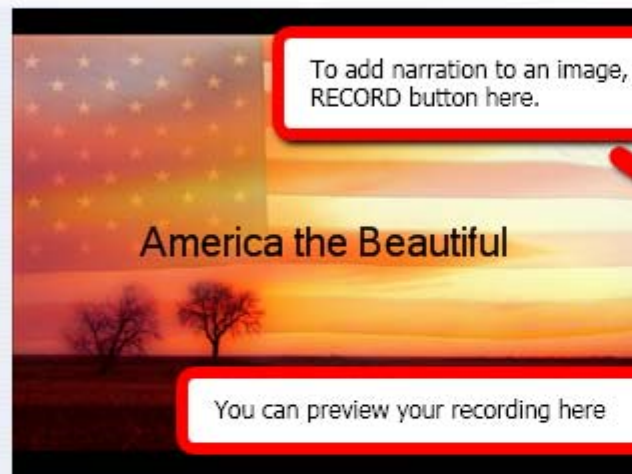 To add narration to an image,
RECORD button here.
America the Beautiful
You can preview your recording here